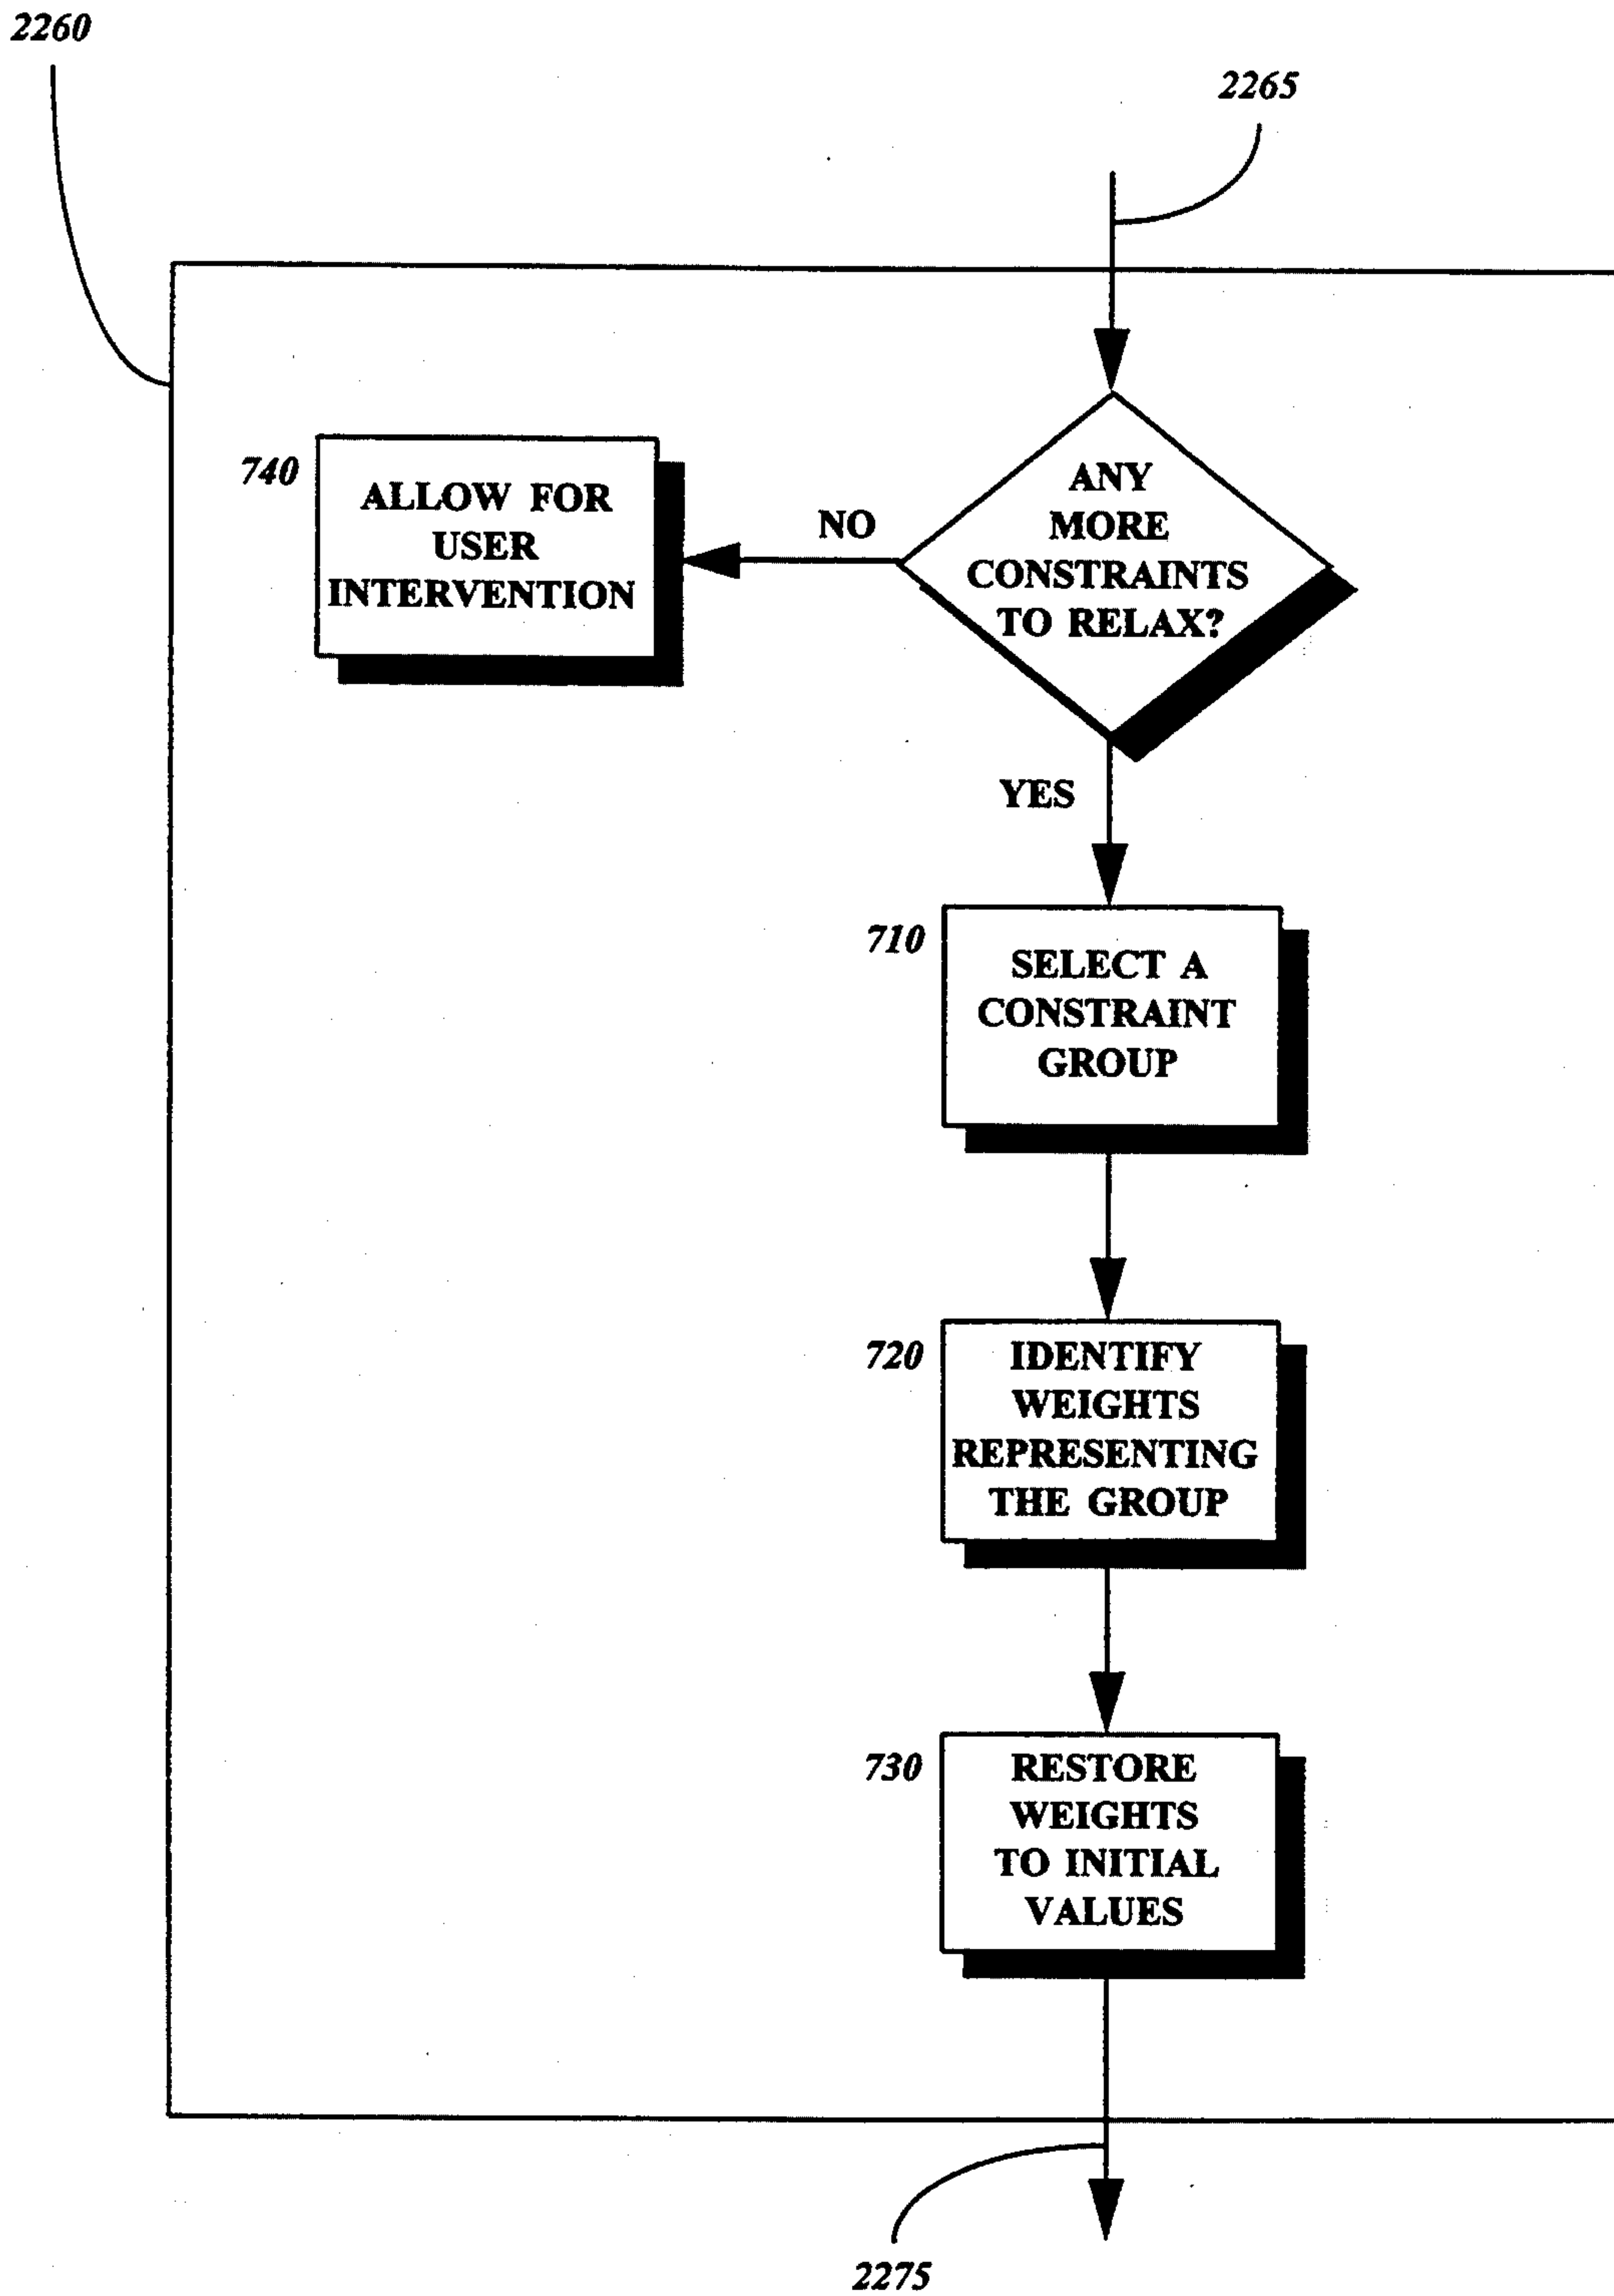 2260
2265
740
ALLOW FOR
USER
INTERVENTION
NO
ANY
MORE
CONSTRAINTS
TO RELAX?
YES
710
SELECT A
CONSTRAINT
GROUP
720
IDENTIFY
WEIGHTS
REPRESENTING
THE GROUP
730
RESTORE
WEIGHTS
TO INITIAL
VALUES
2275